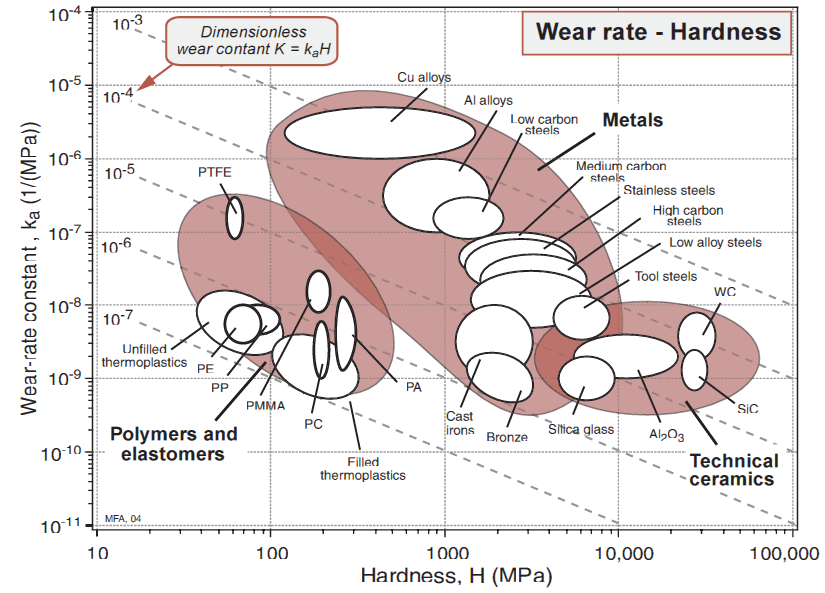 Wear rate - Hardness
Dimensionless
wear contant K = kaH
10-3
10-4
10-5
10-6
10-7
10-4
10-5
10-6
10-7
10-8
10-9
10-10
10-11
Wear-rate constant, ka (1/(MPa))
Cu alloys
Al alloys
Low carbon
steels
Metals
Medium carbon
steels
Stainless steels
High carbon
steels
Low alloy steels
Tool steels
WC
PTFE
Unfilled
thermoplastics
PE
PP
PMMA
PC
PA
Polymers and
elastomers
Filled
thermoplastics
Cast
irons
Bronze
Silica glass
Al2O3
SiC
Technical
ceramics
MFA, 04
10
100
1000
10,000
100,000
Hardness, H (MPa)